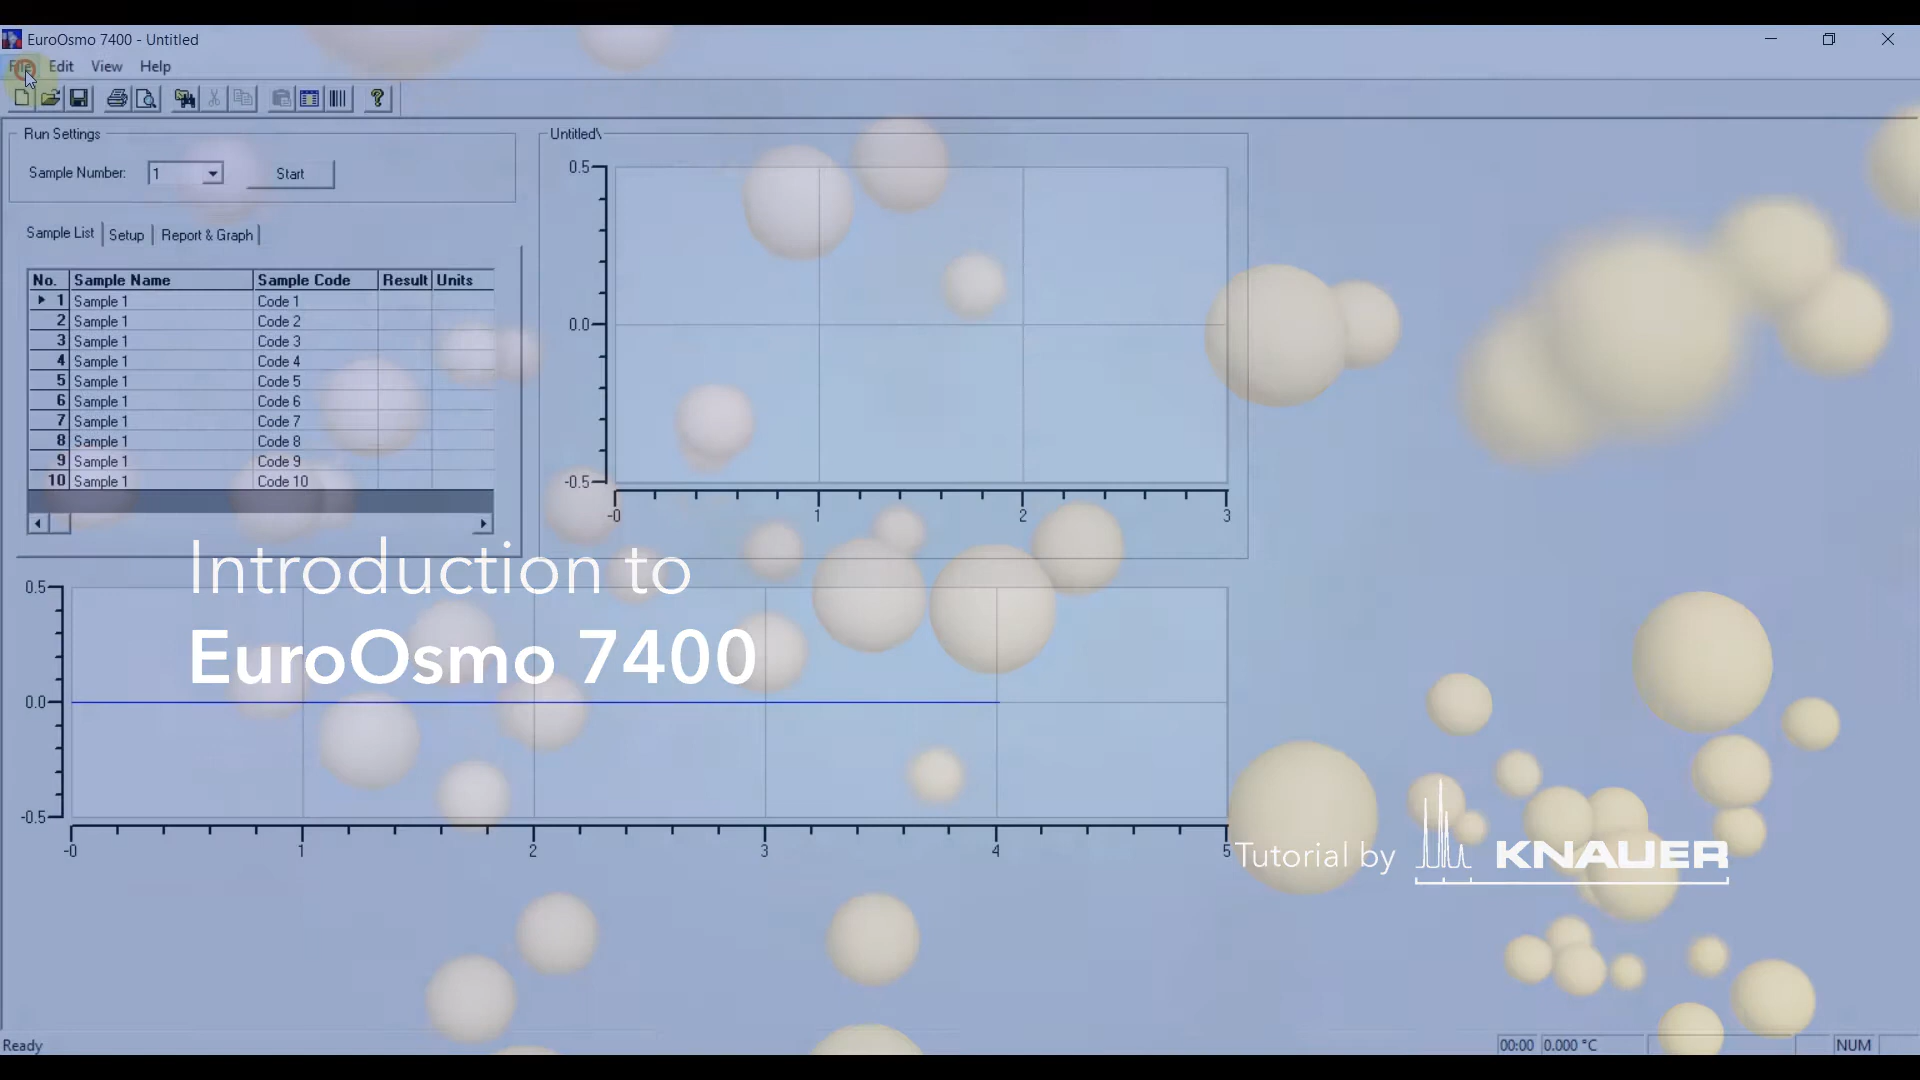 EuroOsmo 7400 - Untitled
File Edit View Help
Run Settings
Sample Number: 1 Start
Sample List Setup Report & Graph
No. Sample Name Sample Code Result Units
1 Sample 1 Code 1
2 Sample 1 Code 2
3 Sample 1 Code 3
4 Sample 1 Code 4
5 Sample 1 Code 5
6 Sample 1 Code 6
7 Sample 1 Code 7
8 Sample 1 Code 8
9 Sample 1 Code 9
10 Sample 1 Code 10
Untitled\
0.5
0.0
-0.5
-0 1 2 3
Introduction to
EuroOsmo 7400
0.5
0.0
-0.5
-0 1 2 3 4 5
Tutorial by KNAUER
Ready 00:00 0.000 °C NUM